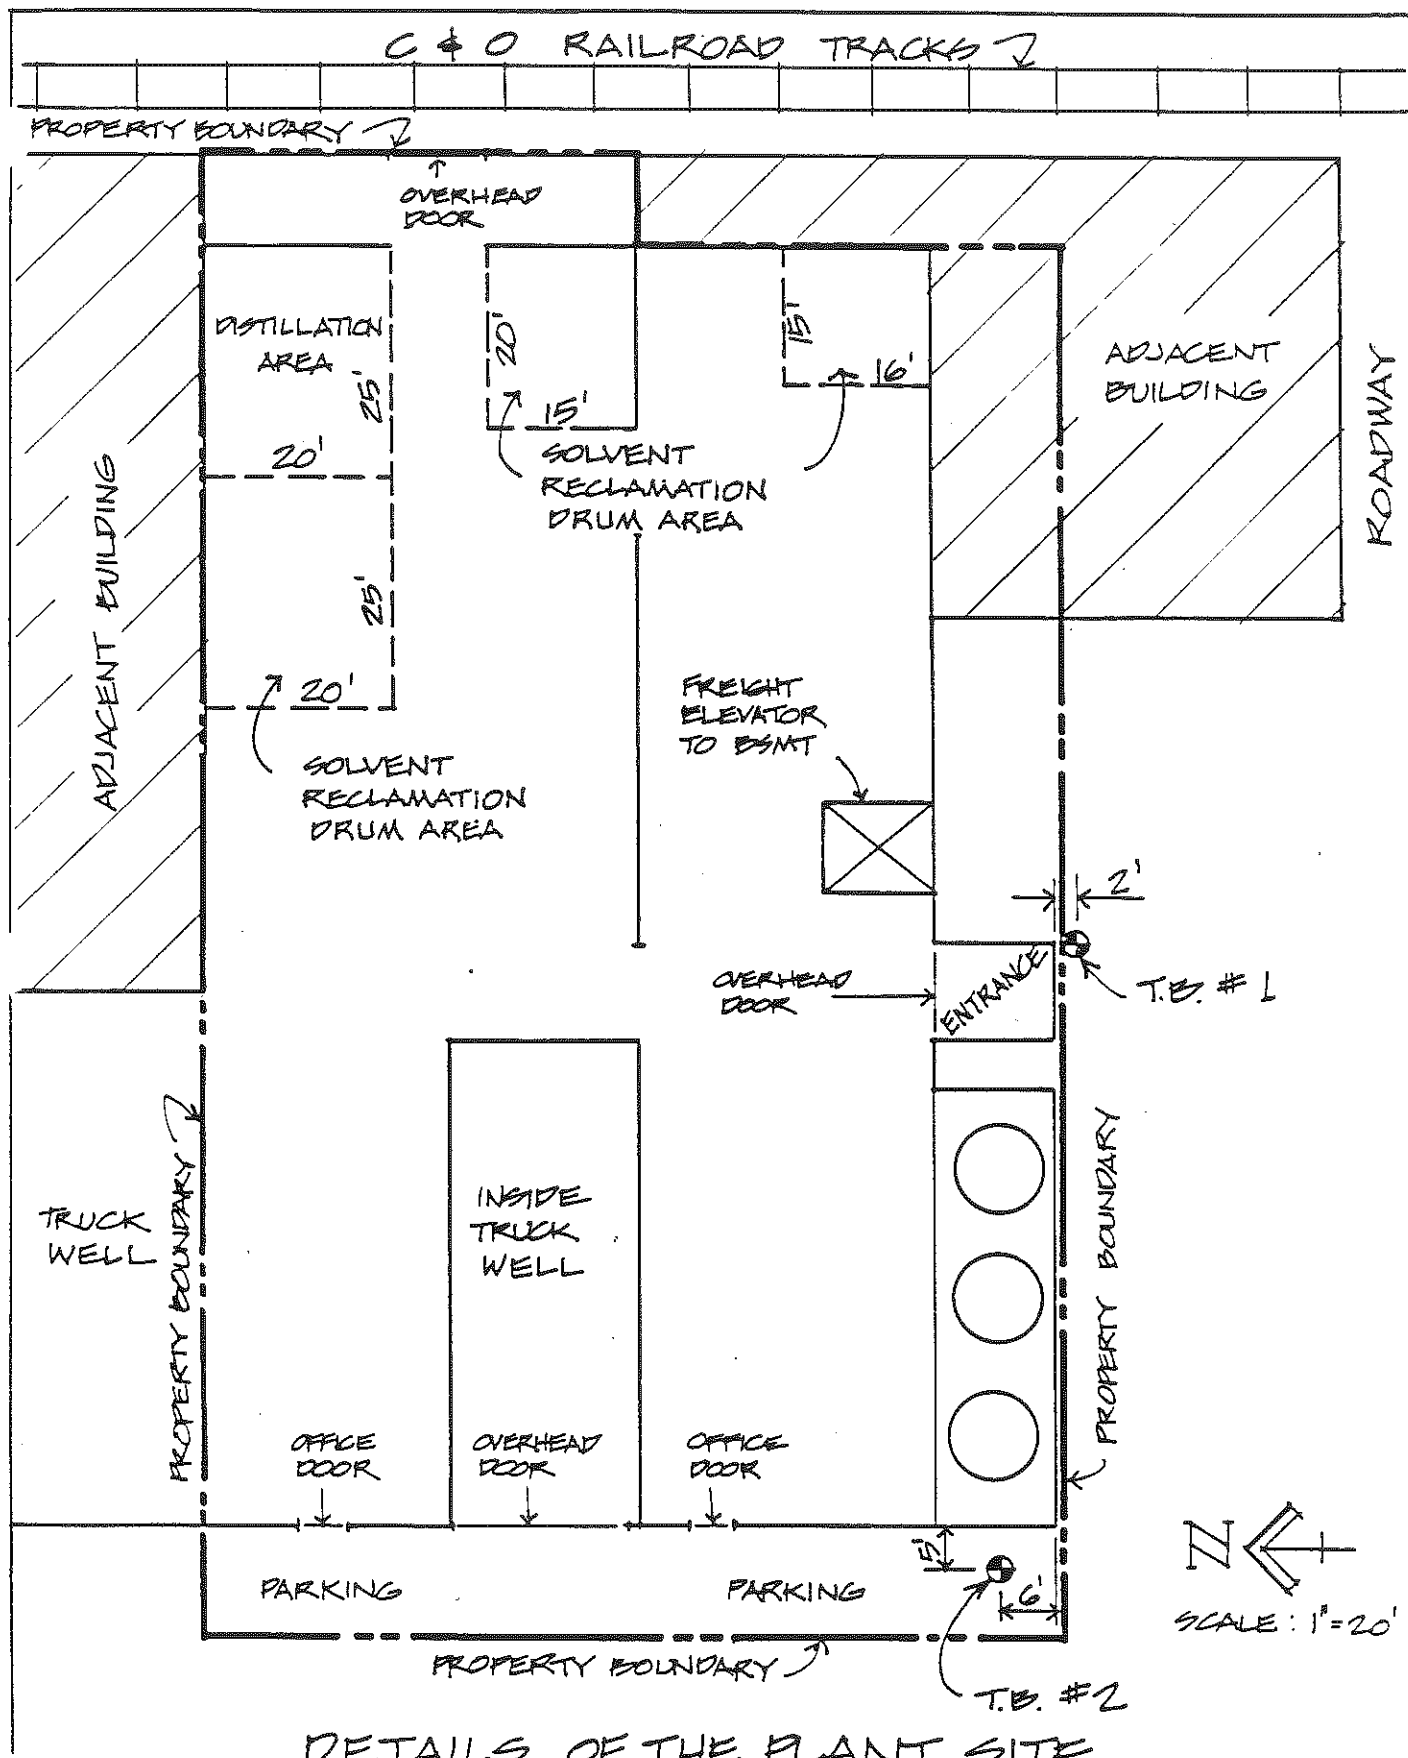 C & O RAILROAD TRACKS
PROPERTY BOUNDARY
OVERHEAD
DOOR
DISTILLATION
AREA
25'
20'
20'
15'
15'
16'
SOLVENT
RECLAMATION
DRUM AREA
ADJACENT
BUILDING
ROADWAY
ADJACENT BUILDING
25'
20'
SOLVENT
RECLAMATION
DRUM AREA
FREIGHT
ELEVATOR
TO BSMT
2'
T.B. # 1
OVERHEAD
DOOR
ENTRANCE
TRUCK
WELL
PROPERTY BOUNDARY
INSIDE
TRUCK
WELL
PROPERTY BOUNDARY
OFFICE
DOOR
OVERHEAD
DOOR
OFFICE
DOOR
5'
6'
PARKING
PARKING
N
SCALE: 1"=20'
PROPERTY BOUNDARY
T.B. #2
DETAILS OF THE PLANT SITE